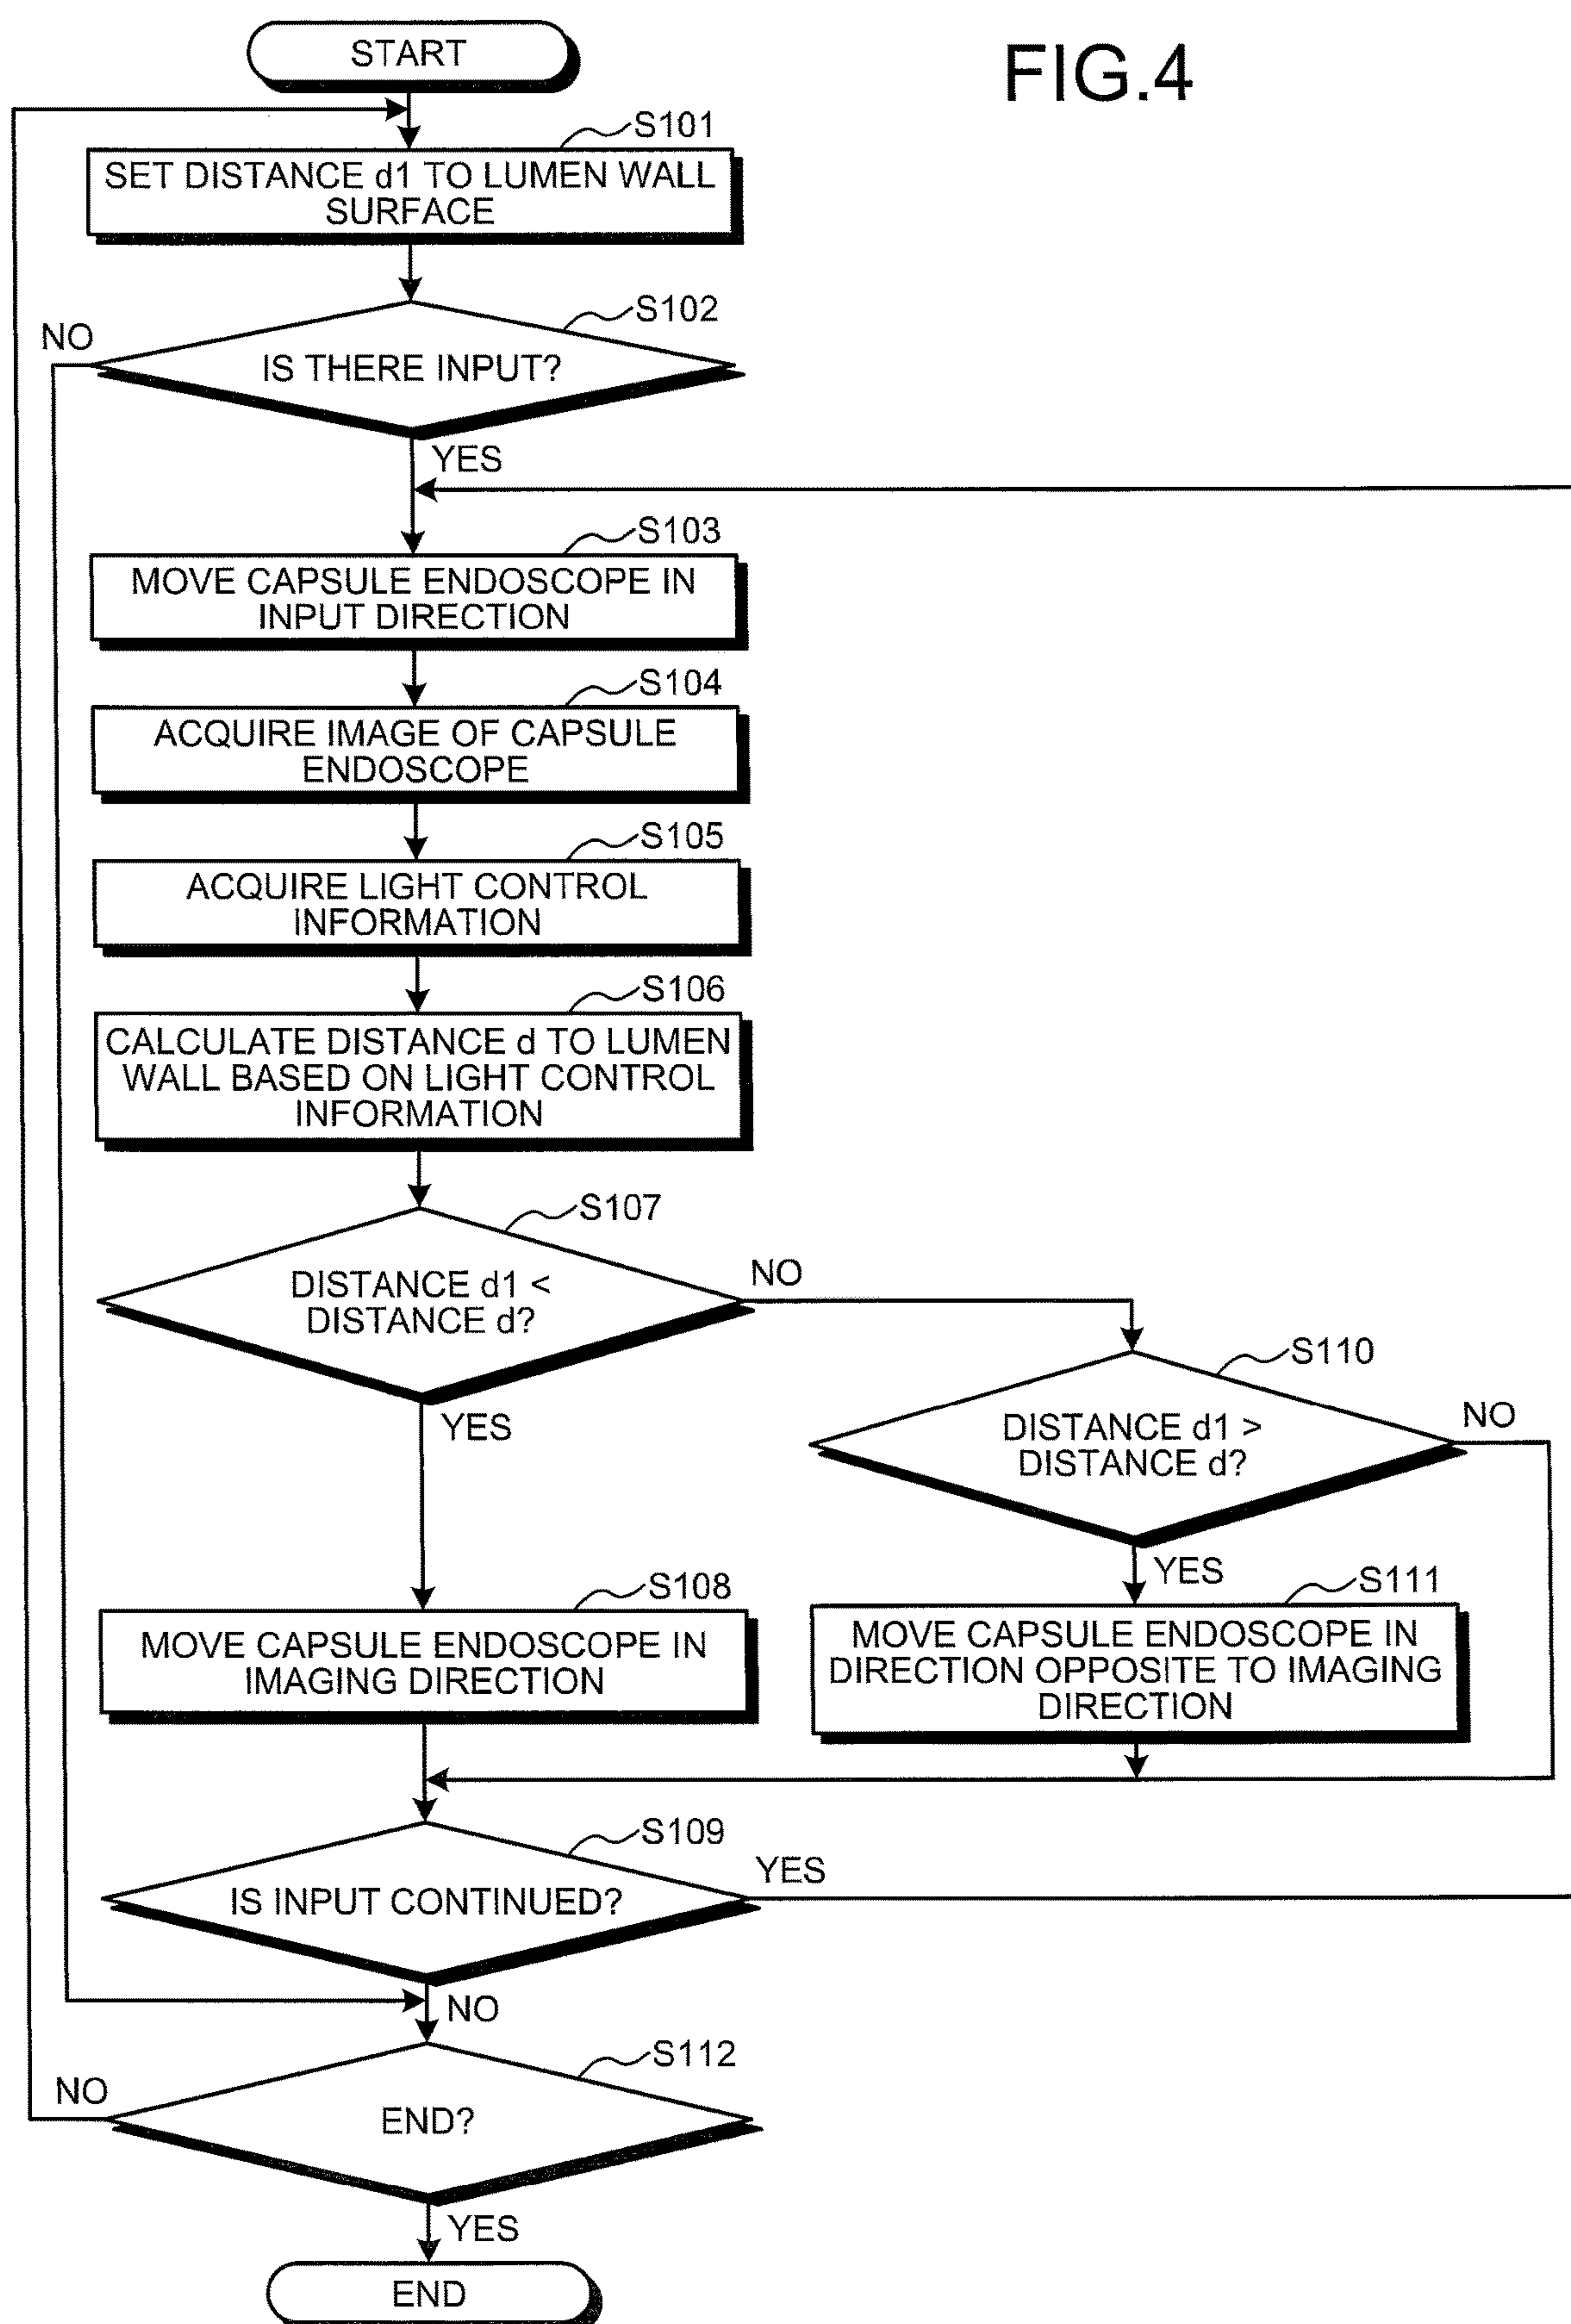 FIG.4
START
S101
SET DISTANCE d1 TO LUMEN WALL
SURFACE
S102
NO
IS THERE INPUT?
YES
S103
MOVE CAPSULE ENDOSCOPE IN
INPUT DIRECTION
S104
ACQUIRE IMAGE OF CAPSULE
ENDOSCOPE
S105
ACQUIRE LIGHT CONTROL
INFORMATION
S106
CALCULATE DISTANCE d TO LUMEN
WALL BASED ON LIGHT CONTROL
INFORMATION
S107
DISTANCE d1 <
DISTANCE d?
NO
YES
S110
DISTANCE d1 >
DISTANCE d?
NO
YES
S108
MOVE CAPSULE ENDOSCOPE IN
IMAGING DIRECTION
S111
MOVE CAPSULE ENDOSCOPE IN
DIRECTION OPPOSITE TO IMAGING
DIRECTION
S109
IS INPUT CONTINUED?
YES
NO
S112
NO
END?
YES
END